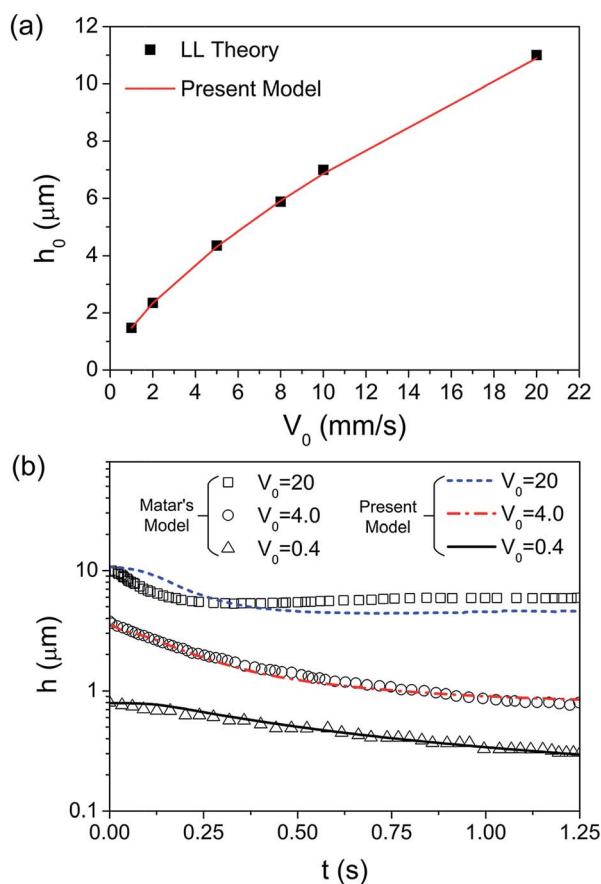 (a)
12
10
8
6
4
2
0
h₀ (μm)
LL Theory
Present Model
0 2 4 6 8 10 12 14 16 18 20 22
V₀ (mm/s)
(b)
10
1
0.1
h (μm)
Matar's Model
V₀=20
V₀=4.0
V₀=0.4
Present Model
V₀=20
V₀=4.0
V₀=0.4
0.00 0.25 0.50 0.75 1.00 1.25
t (s)